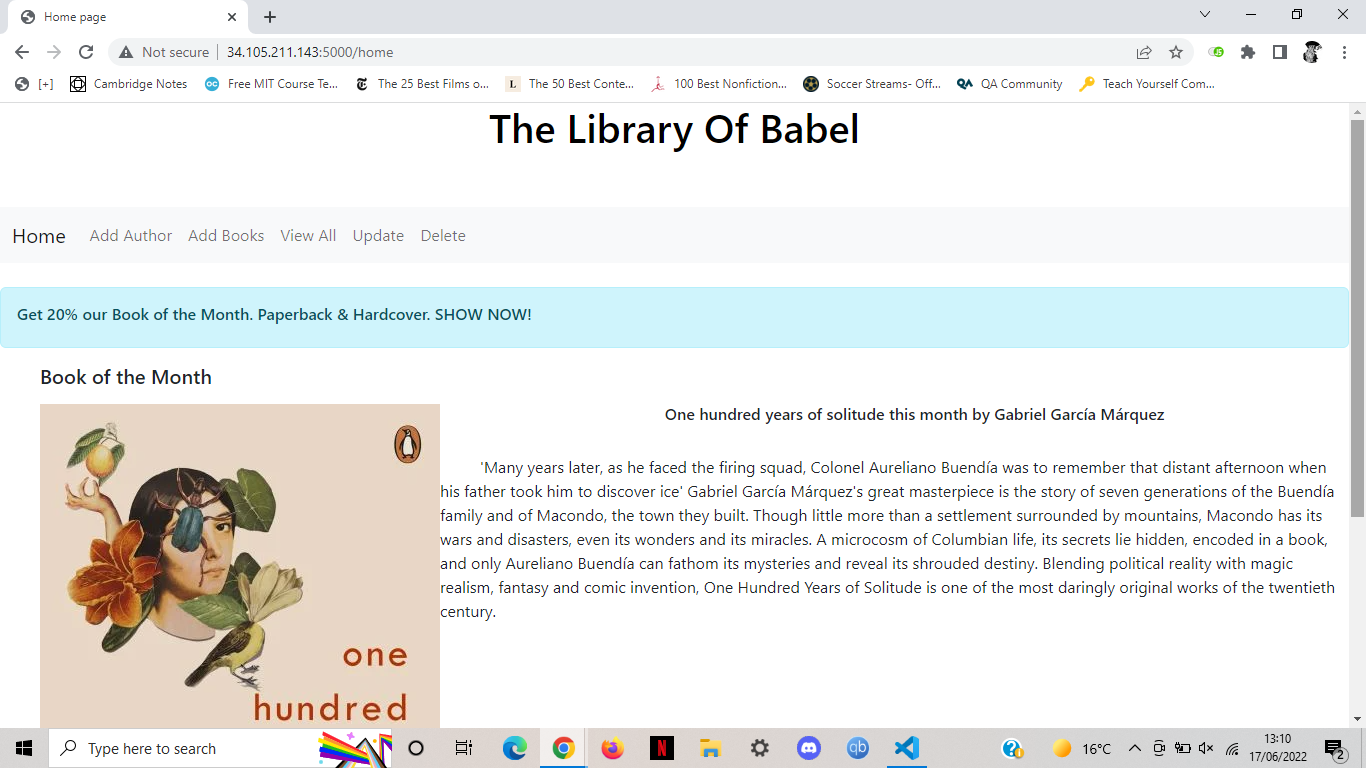 Home page
Not secure
34.105.211.143:5000/home
[+]
Cambridge Notes
Free MIT Course Te...
The 25 Best Films o...
The 50 Best Conte...
100 Best Nonfiction...
Soccer Streams- Off...
QA Community
Teach Yourself Com...
The Library Of Babel
Home Add Author Add Books View All Update Delete
Get 20% our Book of the Month. Paperback & Hardcover. SHOW NOW!
Book of the Month
one
hundred
One hundred years of solitude this month by Gabriel García Márquez
'Many years later, as he faced the firing squad, Colonel Aureliano Buendía was to remember that distant afternoon when
his father took him to discover ice' Gabriel García Márquez's great masterpiece is the story of seven generations of the Buendía
family and of Macondo, the town they built. Though little more than a settlement surrounded by mountains, Macondo has its
wars and disasters, even its wonders and its miracles. A microcosm of Columbian life, its secrets lie hidden, encoded in a book,
and only Aureliano Buendía can fathom its mysteries and reveal its shrouded destiny. Blending political reality with magic
realism, fantasy and comic invention, One Hundred Years of Solitude is one of the most daringly original works of the twentieth
century.
Type here to search
16°C
13:10
17/06/2022
2